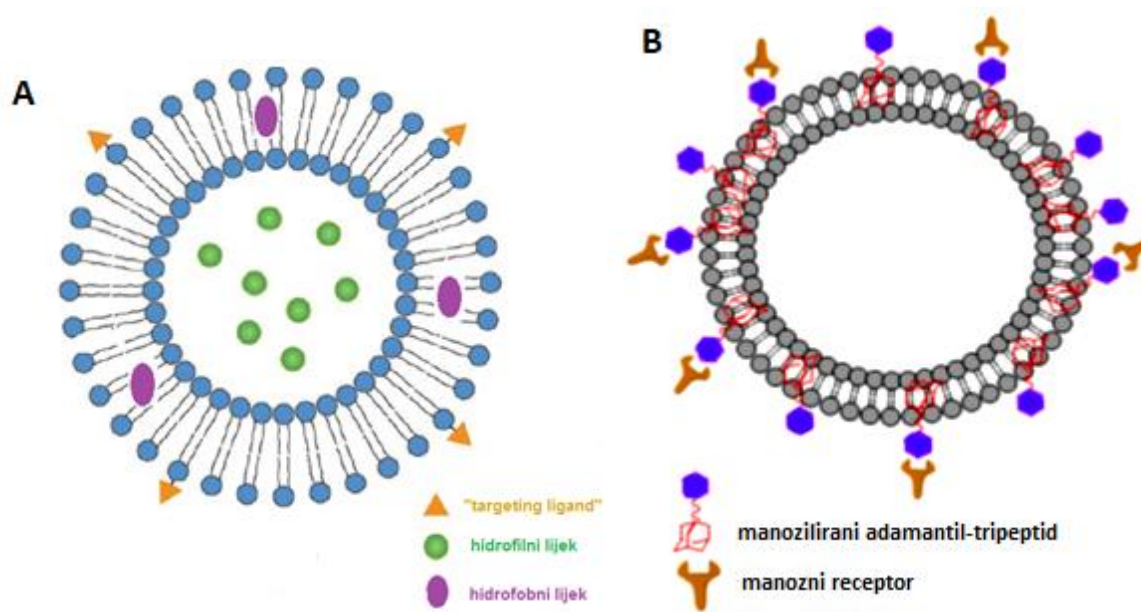 A
B
"targeting ligand"
hidrofilni lijek
hidrofobni lijek
manozilirani adamantil-tripeptid
manozni receptor